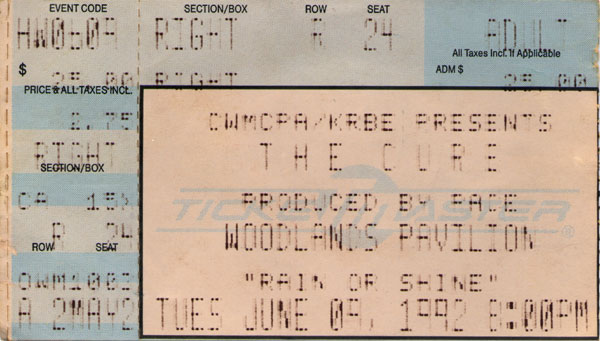 EVENT CODE SECTION/BOX ROW SEAT
HW060A RIGHT R 24 ADULT
All Taxes Incl. If Applicable
$ ADM $
25.00 RIGHT 25.00
PRICE & ALL TAXES INCL.
2.75
CWMCPA/KRBE PRESENTS
RIGHT
THE CURE
SECTION/BOX
CA
PRODUCED BY PACE
TICKETMASTER ®
R 24
WOODLANDS PAVILION
ROW SEAT
"RAIN OR SHINE"
A 2MAY2
TUES JUNE 09, 1992 8:00PM